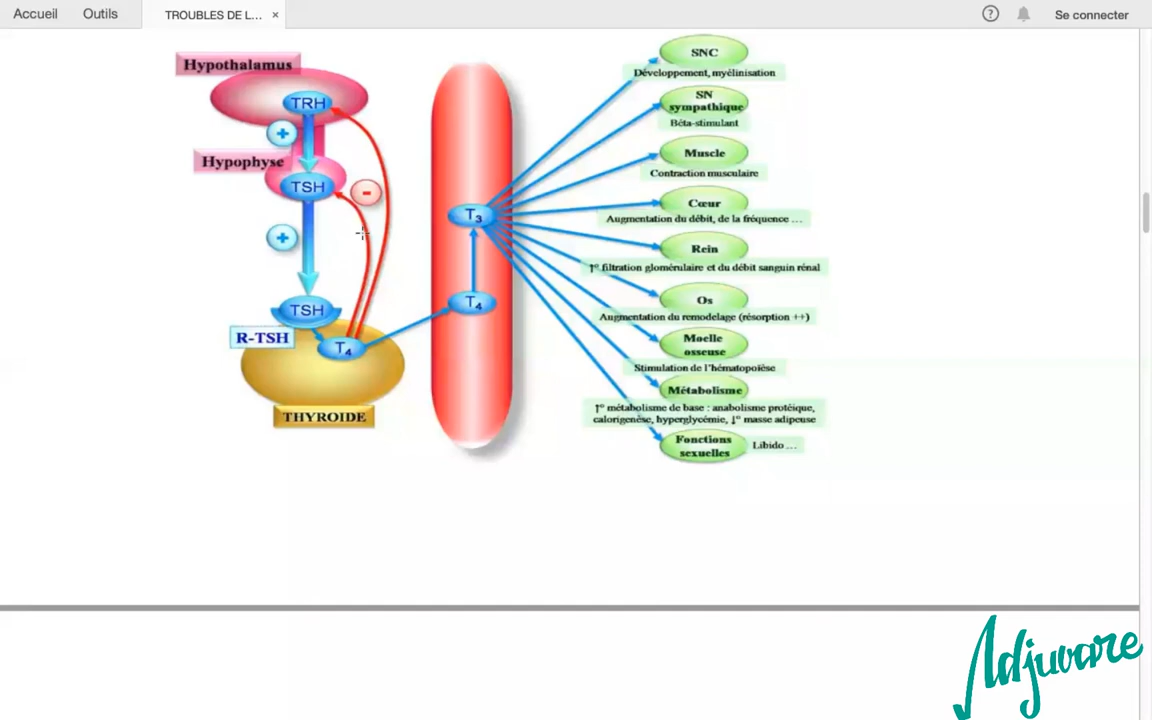 Accueil
Outils
TROUBLES DE L... ×
?
Se connecter
Hypothalamus
TRH
+
Hypophyse
TSH
-
+
TSH
R-TSH
T4
THYROIDE
T3
T4
SNC
Développement, myélinisation
SN
sympathique
Béta-stimulant
Muscle
Contraction musculaire
Cœur
Augmentation du débit, de la fréquence ...
Rein
↑° filtration glomérulaire et du débit sanguin rénal
Os
Augmentation du remodelage (résorption ++)
Moelle
osseuse
Stimulation de l'hématopoïèse
Métabolisme
↑° métabolisme de base : anabolisme protéique,
calorigenèse, hyperglycémie, ↓° masse adipeuse
Fonctions
sexuelles
Libido ...
Adjuvare